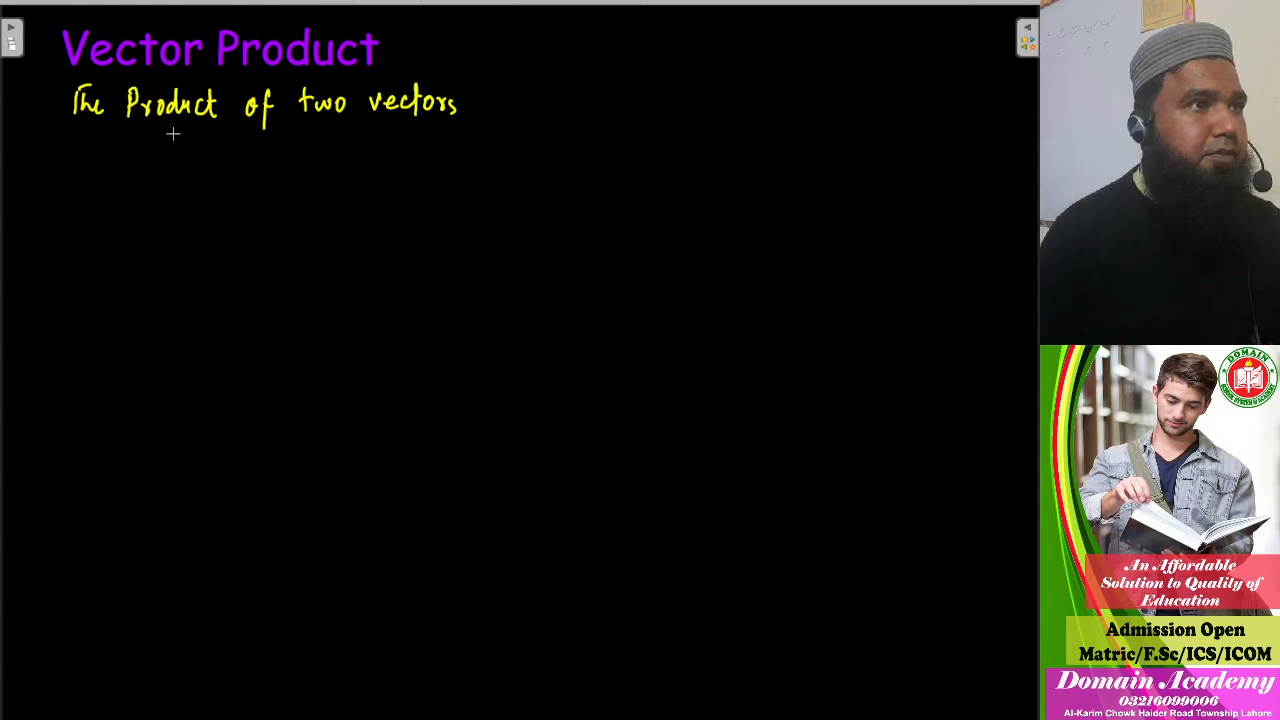 Vector Product
The Product of two vectors
DOMAIN
An Affordable
Solution to Quality of
Education
Admission Open
Matric/F.Sc/ICS/ICOM
Domain Academy
03216099006
Al-Karim Chowk Haider Road Township Lahore